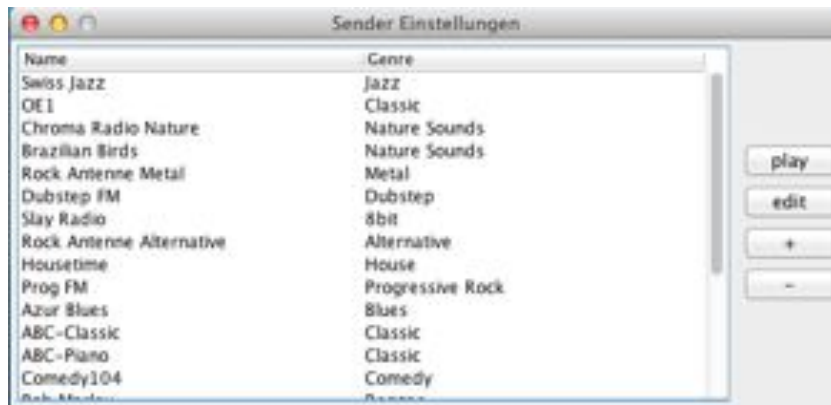 Sender Einstellungen
Name Genre
Swiss Jazz Jazz
OE1 Classic
Chroma Radio Nature Nature Sounds
Brazilian Birds Nature Sounds
Rock Antenne Metal Metal
Dubstep FM Dubstep
Slay Radio 8bit
Rock Antenne Alternative Alternative
Housetime House
Prog FM Progressive Rock
Azur Blues Blues
ABC-Classic Classic
ABC-Piano Classic
Comedy104 Comedy
play
edit
+
-